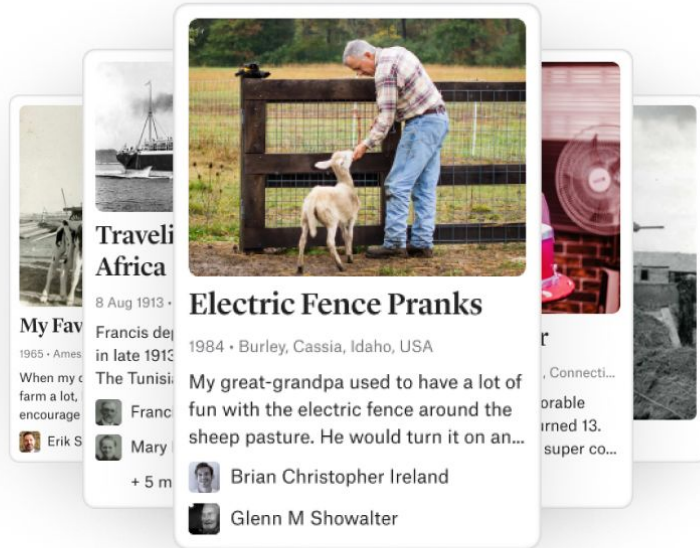 My Fav
1965 • Ames
When my
farm a lot,
encourage
Erik S
Traveli
Africa
8 Aug 1913 •
Francis de
in late 1913
The Tunisi
Franc
Mary
+ 5 m
Electric Fence Pranks
1984 • Burley, Cassia, Idaho, USA
My great-grandpa used to have a lot of
fun with the electric fence around the
sheep pasture. He would turn it on an...
Brian Christopher Ireland
Glenn M Showalter
r
, Connecti...
orable
urned 13.
super co...